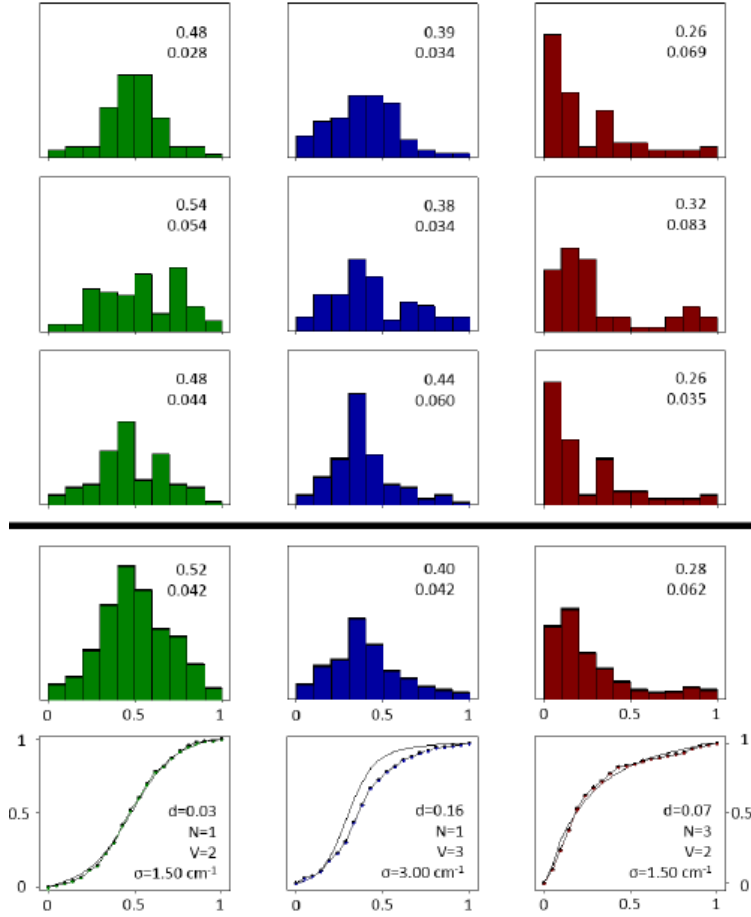 0.48
0.028
0.39
0.034
0.26
0.069
0.54
0.054
0.38
0.034
0.32
0.083
0.48
0.044
0.44
0.060
0.26
0.035
0.52
0.042
0.40
0.042
0.28
0.062
0 0.5 1
0 0.5 1
0 0.5 1
1
0.5
0
d=0.03
N=1
V=2
σ=1.50 cm⁻¹
d=0.16
N=1
V=3
σ=3.00 cm⁻¹
d=0.07
N=3
V=2
σ=1.50 cm⁻¹
1
0.5
0
0 0.5 1
0 0.5 1
0 0.5 1